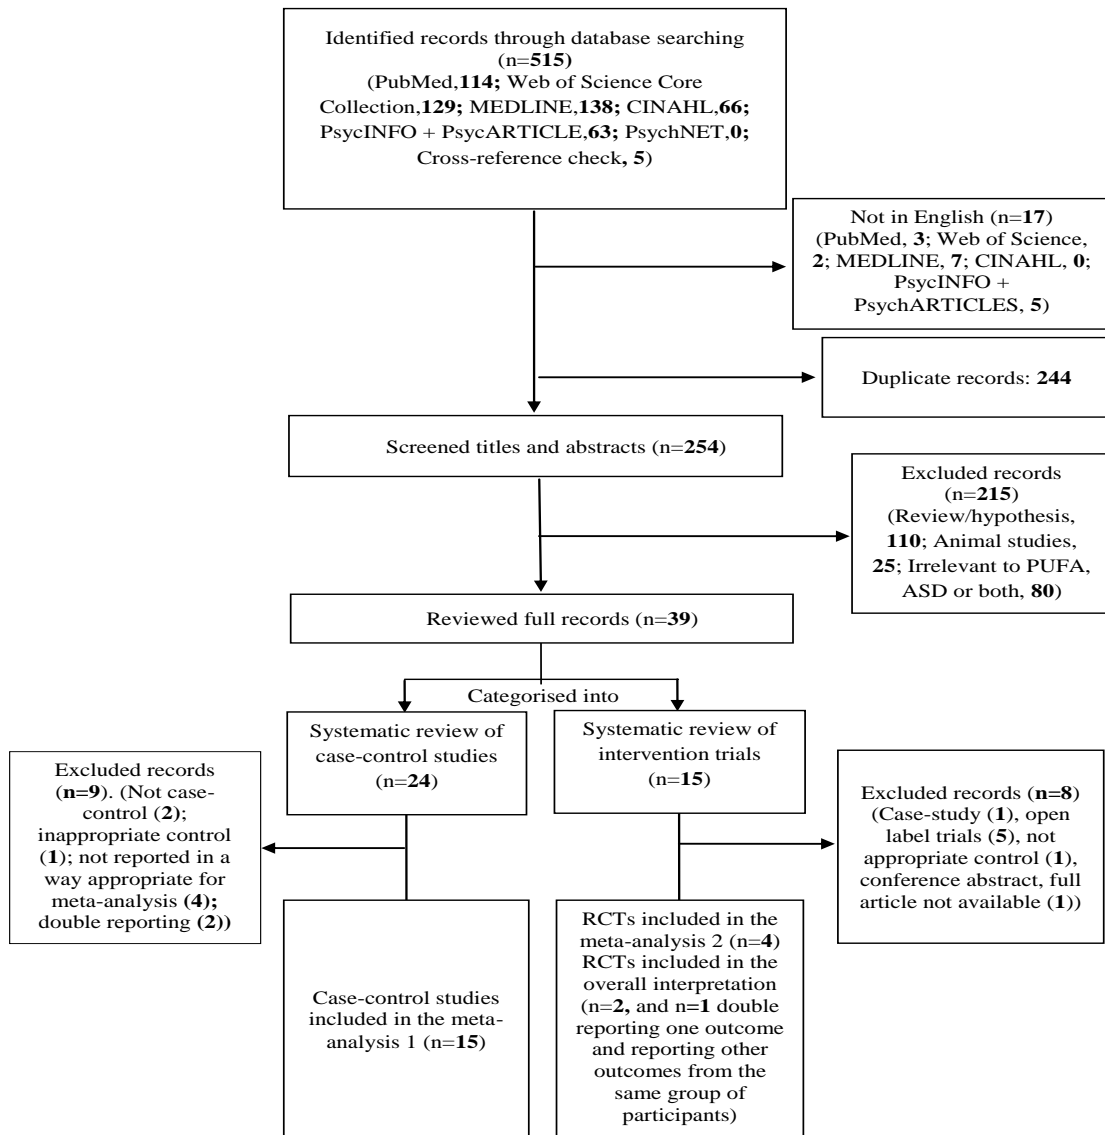 Identified records through database searching
(n=515)
(PubMed,114; Web of Science Core
Collection,129; MEDLINE,138; CINAHL,66;
PsycINFO + PsycARTICLE,63; PsychNET,0;
Cross-reference check, 5)
Not in English (n=17)
(PubMed, 3; Web of Science,
2; MEDLINE, 7; CINAHL, 0;
PsycINFO +
PsychARTICLES, 5)
Duplicate records: 244
Screened titles and abstracts (n=254)
Excluded records
(n=215)
(Review/hypothesis,
110; Animal studies,
25; Irrelevant to PUFA,
ASD or both, 80)
Reviewed full records (n=39)
Categorised into
Systematic review of
case-control studies
(n=24)
Systematic review of
intervention trials
(n=15)
Excluded records
(n=9). (Not case-
control (2);
inappropriate control
(1); not reported in a
way appropriate for
meta-analysis (4);
double reporting (2))
Excluded records (n=8)
(Case-study (1), open
label trials (5), not
appropriate control (1),
conference abstract, full
article not available (1))
Case-control studies
included in the meta-
analysis 1 (n=15)
RCTs included in the
meta-analysis 2 (n=4)
RCTs included in the
overall interpretation
(n=2, and n=1 double
reporting one outcome
and reporting other
outcomes from the
same group of
participants)